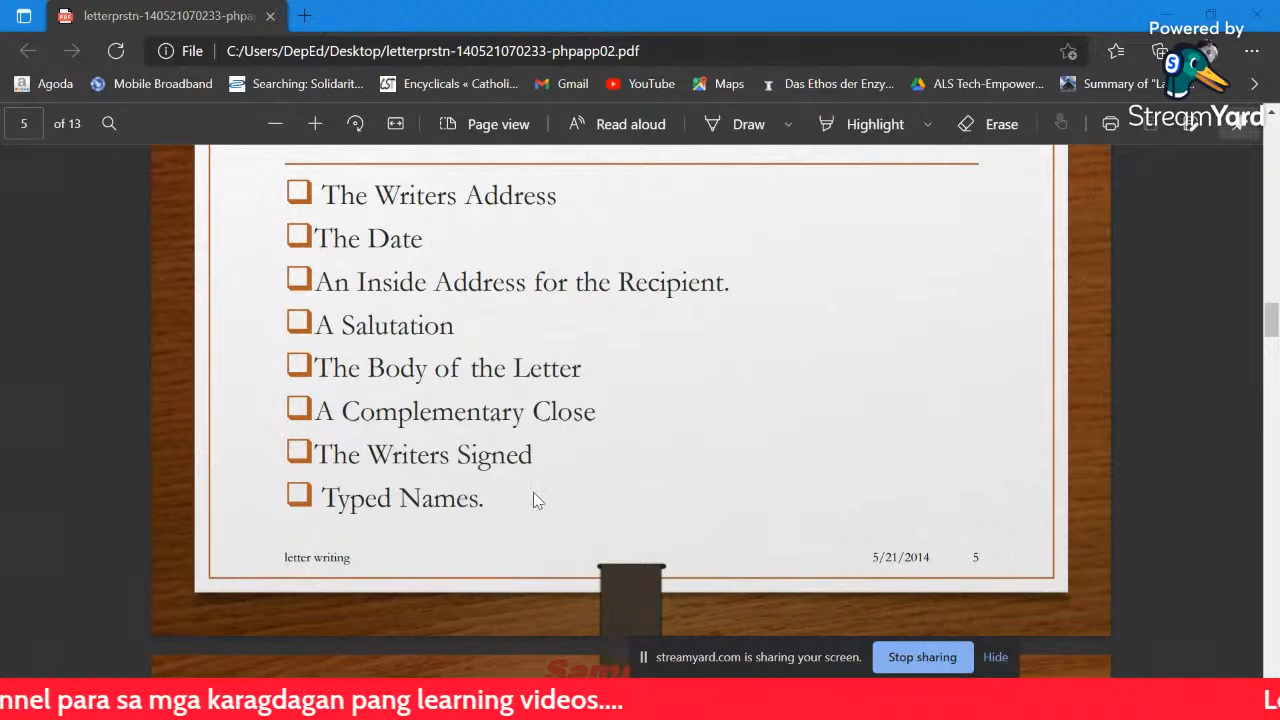 letterprstn-140521070233-phpap
Powered by
File C:/Users/DepEd/Desktop/letterprstn-140521070233-phpapp02.pdf
Agoda Mobile Broadband Searching: Solidarit... Encyclicals « Cathol... Gmail YouTube Maps Das Ethos der Enzy... ALS Tech-Empower... Summary of "La
StreamYard
5 of 13 Page view Read aloud Draw Highlight Erase
The Writers Address
The Date
An Inside Address for the Recipient.
A Salutation
The Body of the Letter
A Complementary Close
The Writers Signed
Typed Names.
letter writing 5/21/2014 5
streamyard.com is sharing your screen. Stop sharing Hide
nnel para sa mga karagdagan pang learning videos....